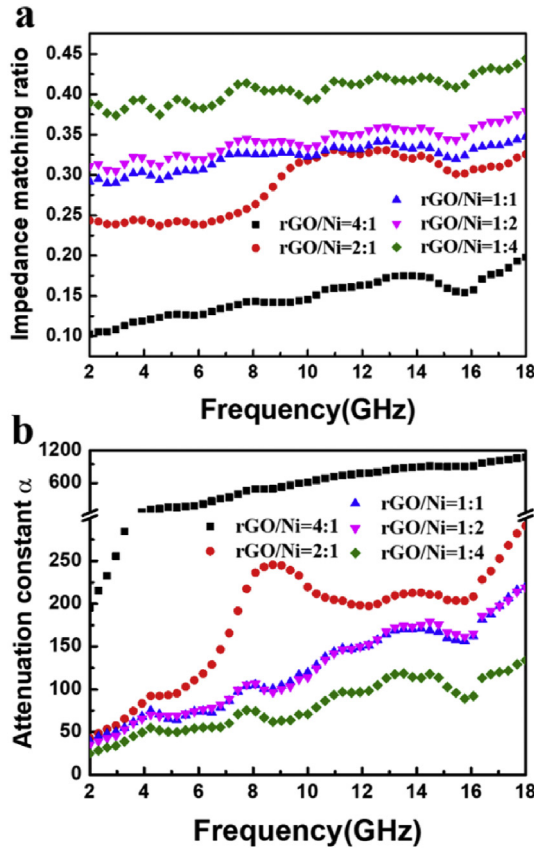 a
Impedance matching ratio
0.45
0.40
0.35
0.30
0.25
0.20
0.15
0.10
rGO/Ni=4:1
rGO/Ni=2:1
rGO/Ni=1:1
rGO/Ni=1:2
rGO/Ni=1:4
2 4 6 8 10 12 14 16 18
Frequency(GHz)
b
Attenuation constant α
1200
600
250
200
150
100
50
0
rGO/Ni=4:1
rGO/Ni=2:1
rGO/Ni=1:1
rGO/Ni=1:2
rGO/Ni=1:4
2 4 6 8 10 12 14 16 18
Frequency(GHz)